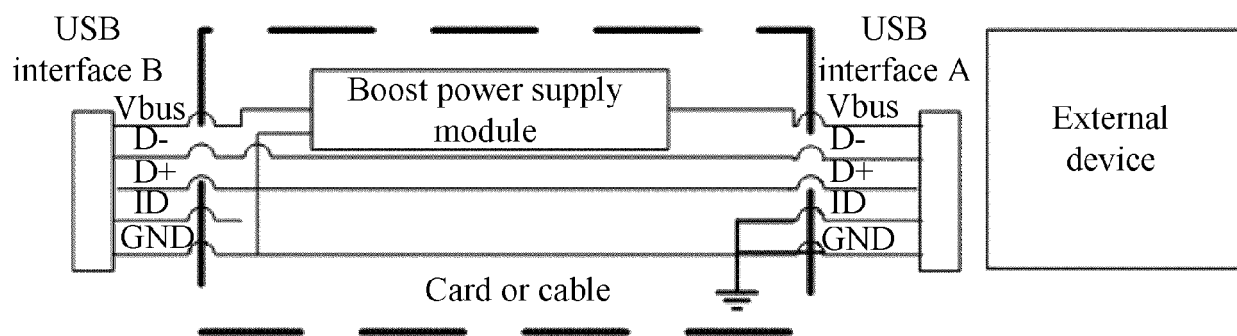 USB
interface B
Vbus
D-
D+
ID
GND
Boost power supply
module
Card or cable
USB
interface A
Vbus
D-
D+
ID
GND
External
device